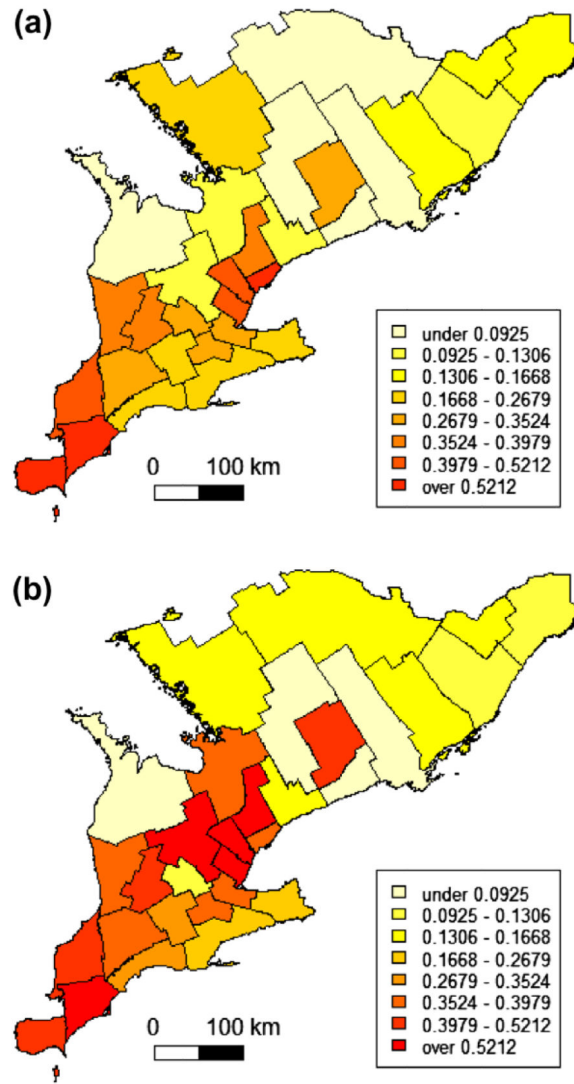 (a)
under 0.0925
0.0925 - 0.1306
0.1306 - 0.1668
0.1668 - 0.2679
0.2679 - 0.3524
0.3524 - 0.3979
0.3979 - 0.5212
over 0.5212
0 100 km
(b)
under 0.0925
0.0925 - 0.1306
0.1306 - 0.1668
0.1668 - 0.2679
0.2679 - 0.3524
0.3524 - 0.3979
0.3979 - 0.5212
over 0.5212
0 100 km